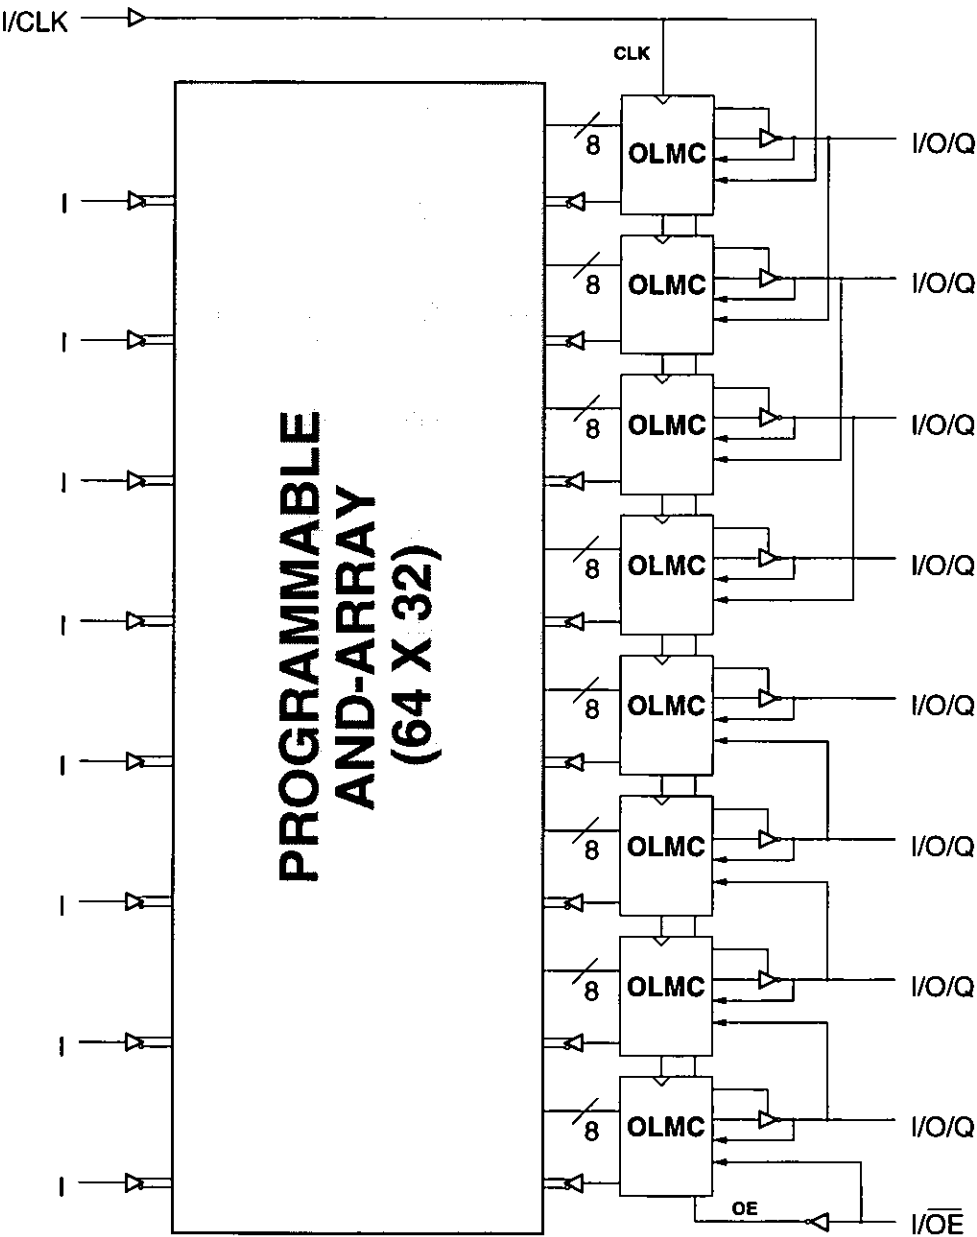 I/CLK
CLK
8
OLMC
I/O/Q
I
8
OLMC
I/O/Q
I
8
OLMC
I/O/Q
I
8
OLMC
I/O/Q
I
8
OLMC
I/O/Q
I
8
OLMC
I/O/Q
I
8
OLMC
I/O/Q
I
8
OLMC
I/O/Q
I
OE
I/O̅E̅
PROGRAMMABLE
AND-ARRAY
(64 X 32)